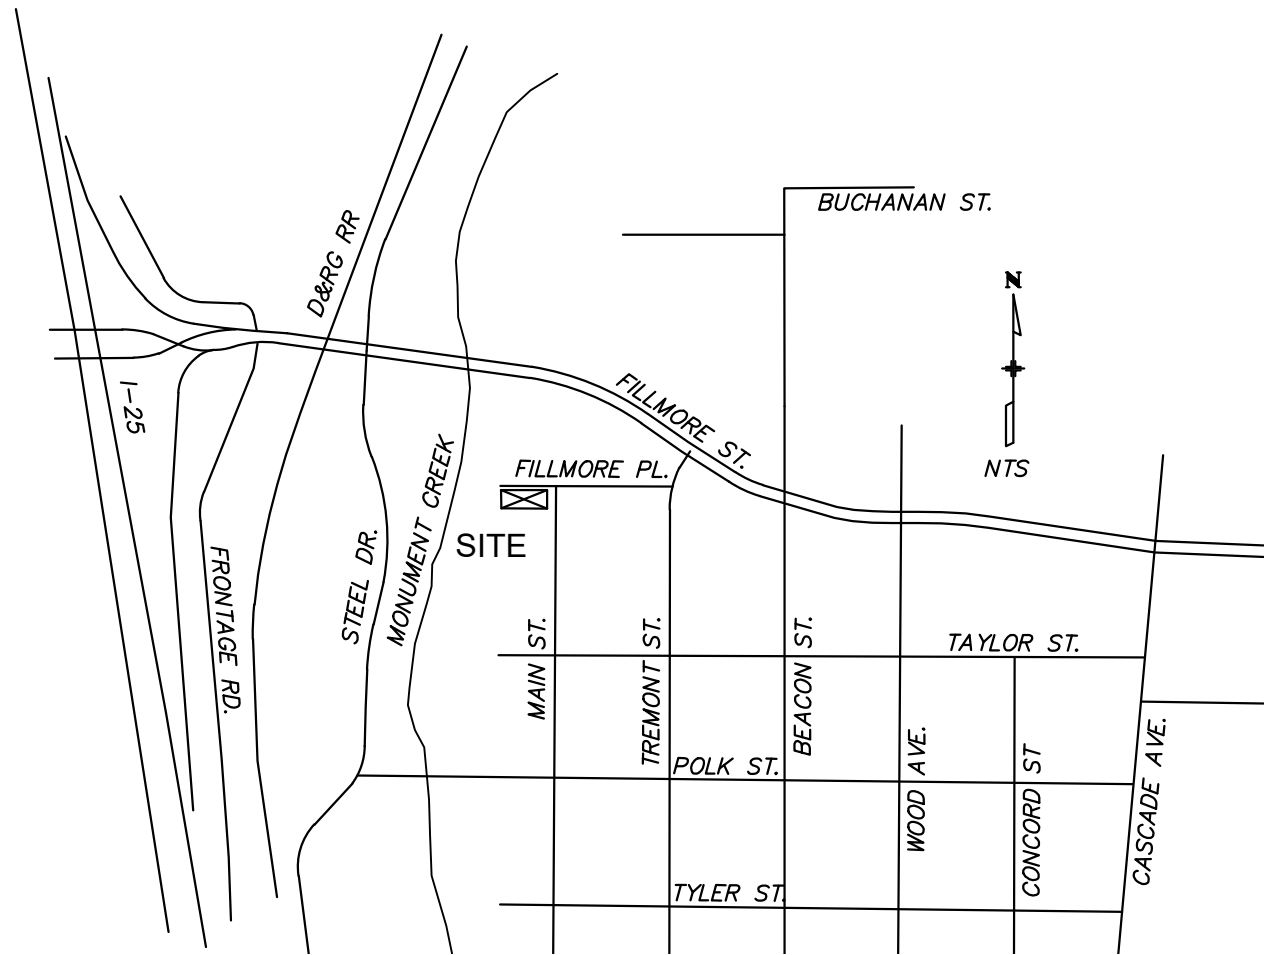 BUCHANAN ST.
D&RG RR
N
I-25
FILLMORE ST.
NTS
FILLMORE PL.
MONUMENT CREEK
STEEL DR.
SITE
FRONTAGE RD.
MAIN ST.
TREMONT ST.
BEACON ST.
TAYLOR ST.
WOOD AVE.
CONCORD ST
CASCADE AVE.
POLK ST.
TYLER ST.